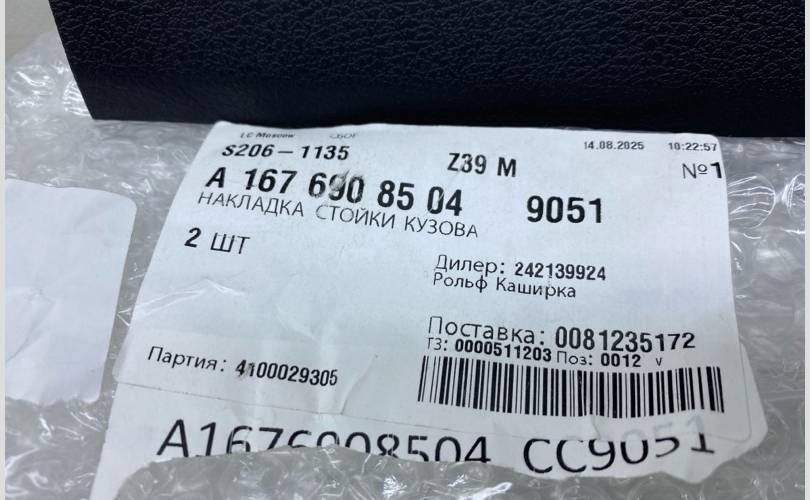 LC Moscow СБОР 14.08.2025 10:22:57
S206-1135 Z39 M №1
A 167 690 85 04 9051
НАКЛАДКА СТОЙКИ КУЗОВА
2 ШТ
Дилер: 242139924
Рольф Каширка
Поставка: 0081235172
ГЗ: 0000511203 Поз: 0012 v
Партия: 4100029305
A1676908504 CC9051